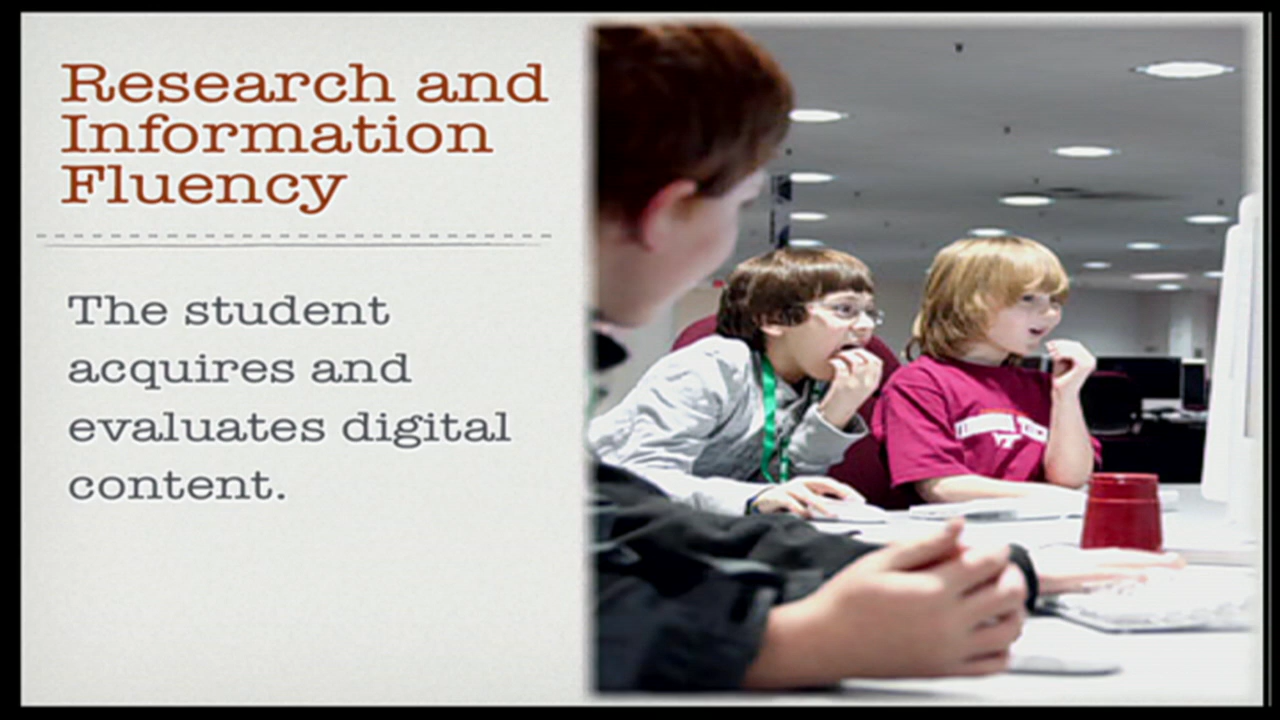 Research and
Information
Fluency
The student
acquires and
evaluates digital
content.